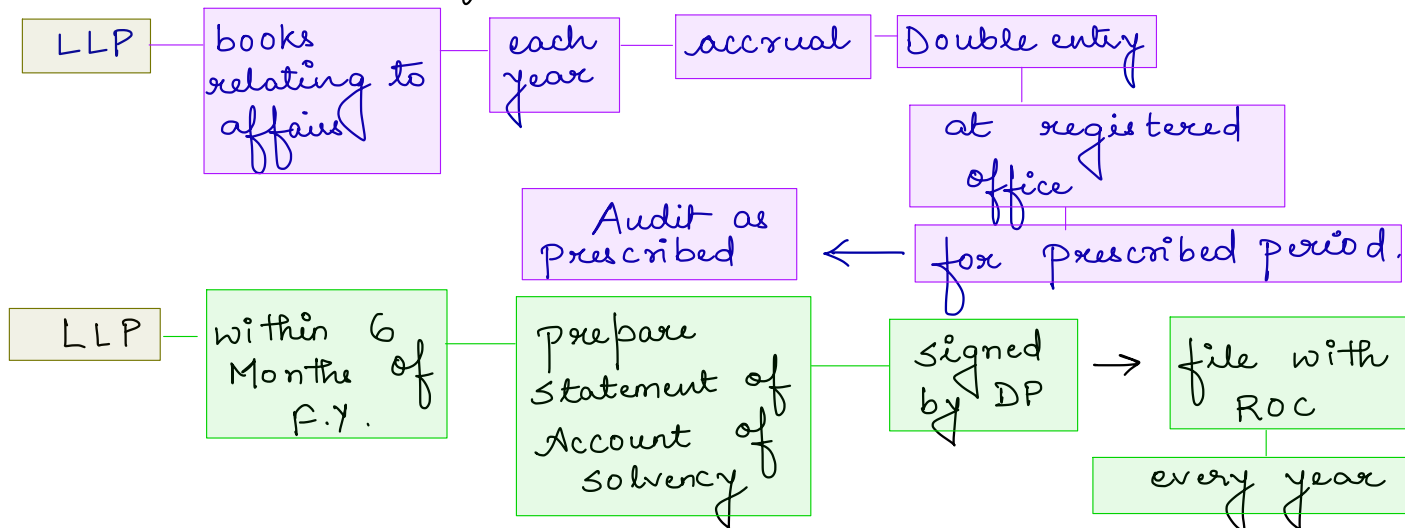 LLP
books
relating to
affairs
each
year
accrual
Double entry
at registered
office
for prescribed period.
Audit as
prescribed
LLP
within 6
Months of
F.Y.
prepare
statement of
Account of
solvency
signed
by DP
file with
ROC
every year